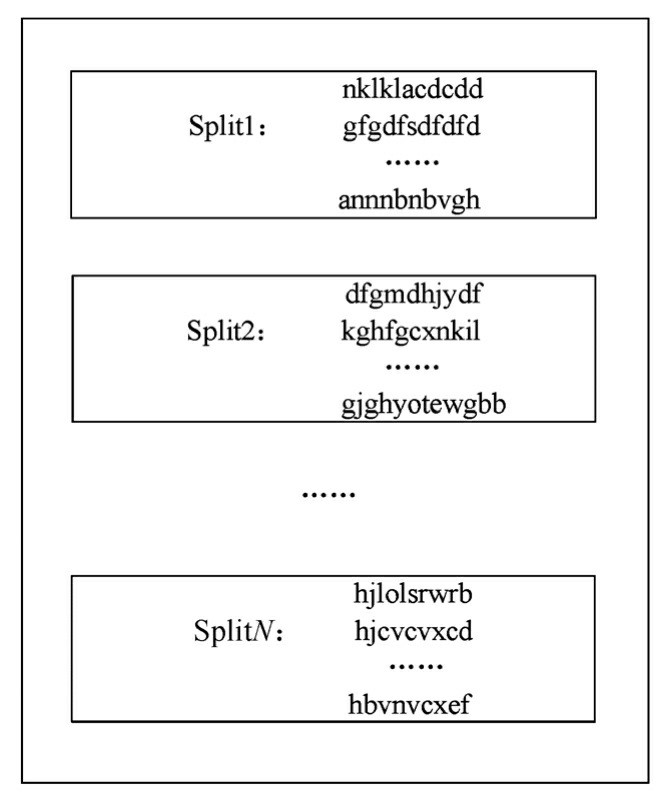 nklklacdcdd
Split1： gfgdfsdfdfd
……
annnbnbvgh
dfgmdhjydf
Split2： kghfgcxnkil
……
gjghyotewgbb
……
hjlolsrwrb
SplitN： hjcvcvxcd
……
hbvnvcxef